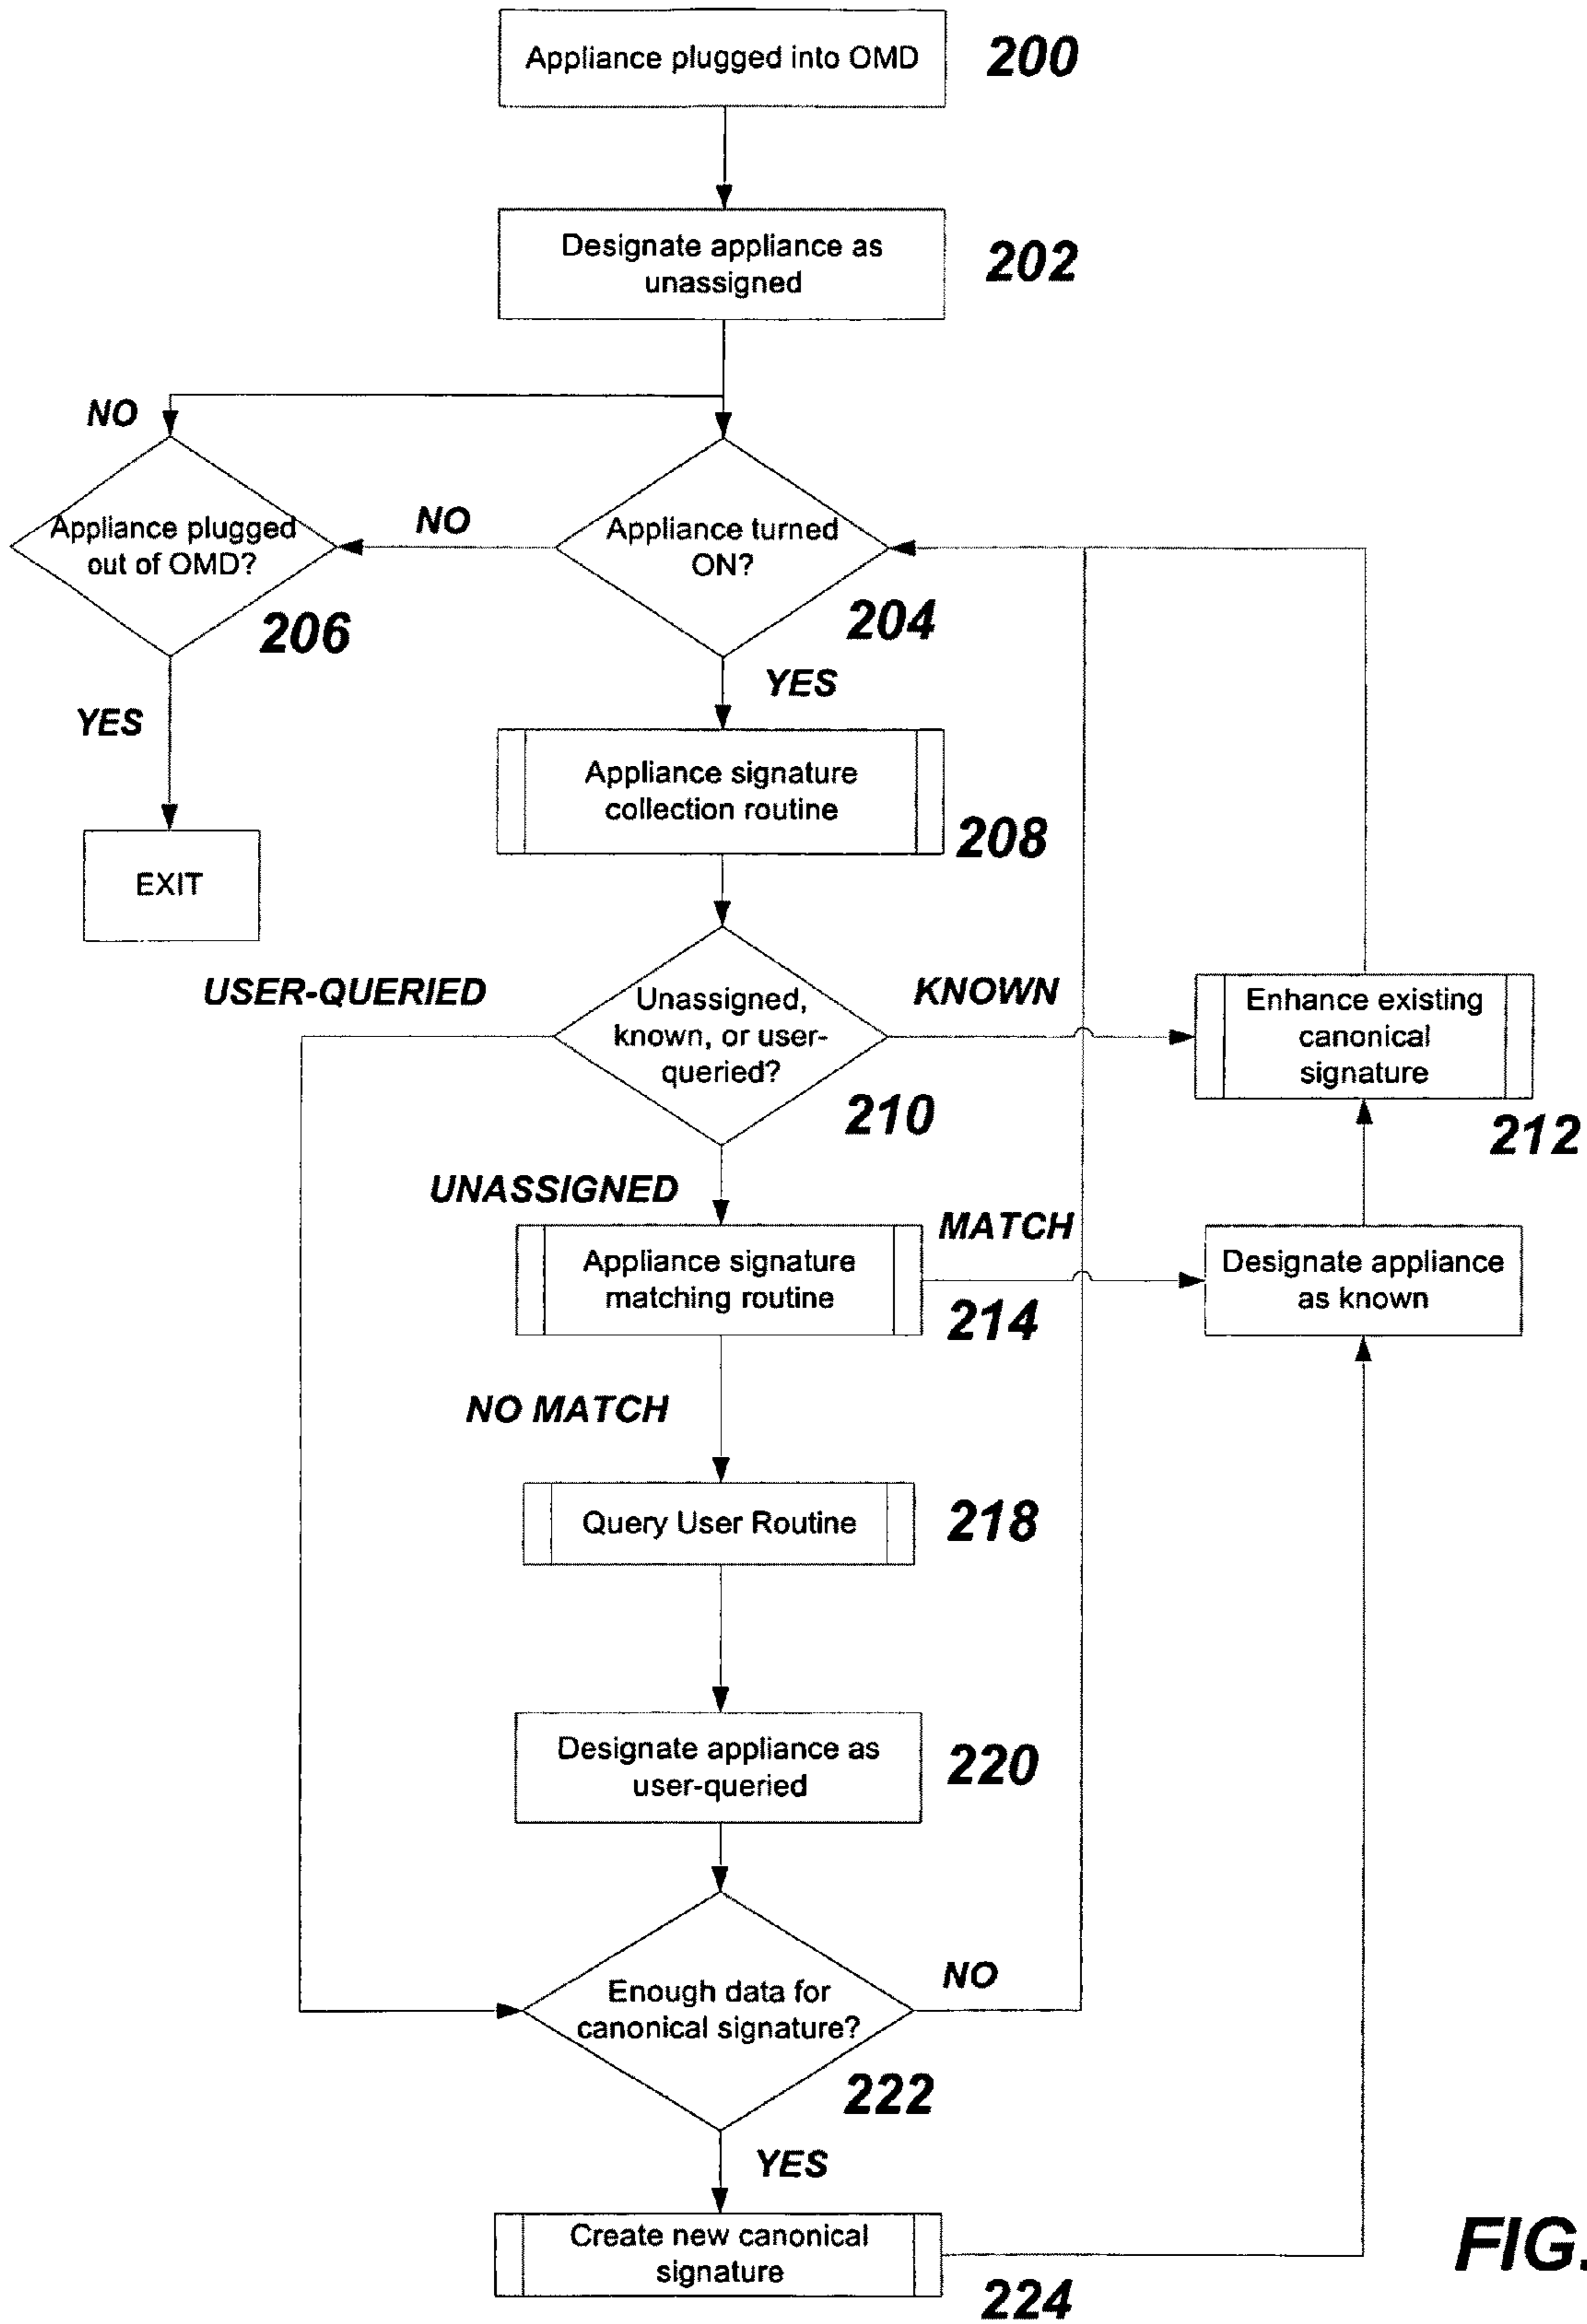 Appliance plugged into OMD
200
Designate appliance as
unassigned
202
NO
Appliance plugged
out of OMD?
206
NO
Appliance turned
ON?
204
YES
YES
EXIT
Appliance signature
collection routine
208
USER-QUERIED
Unassigned,
known, or user-
queried?
210
KNOWN
Enhance existing
canonical
signature
212
UNASSIGNED
Appliance signature
matching routine
214
MATCH
Designate appliance
as known
NO MATCH
Query User Routine
218
Designate appliance as
user-queried
220
Enough data for
canonical signature?
222
NO
YES
Create new canonical
signature
224
FIG.